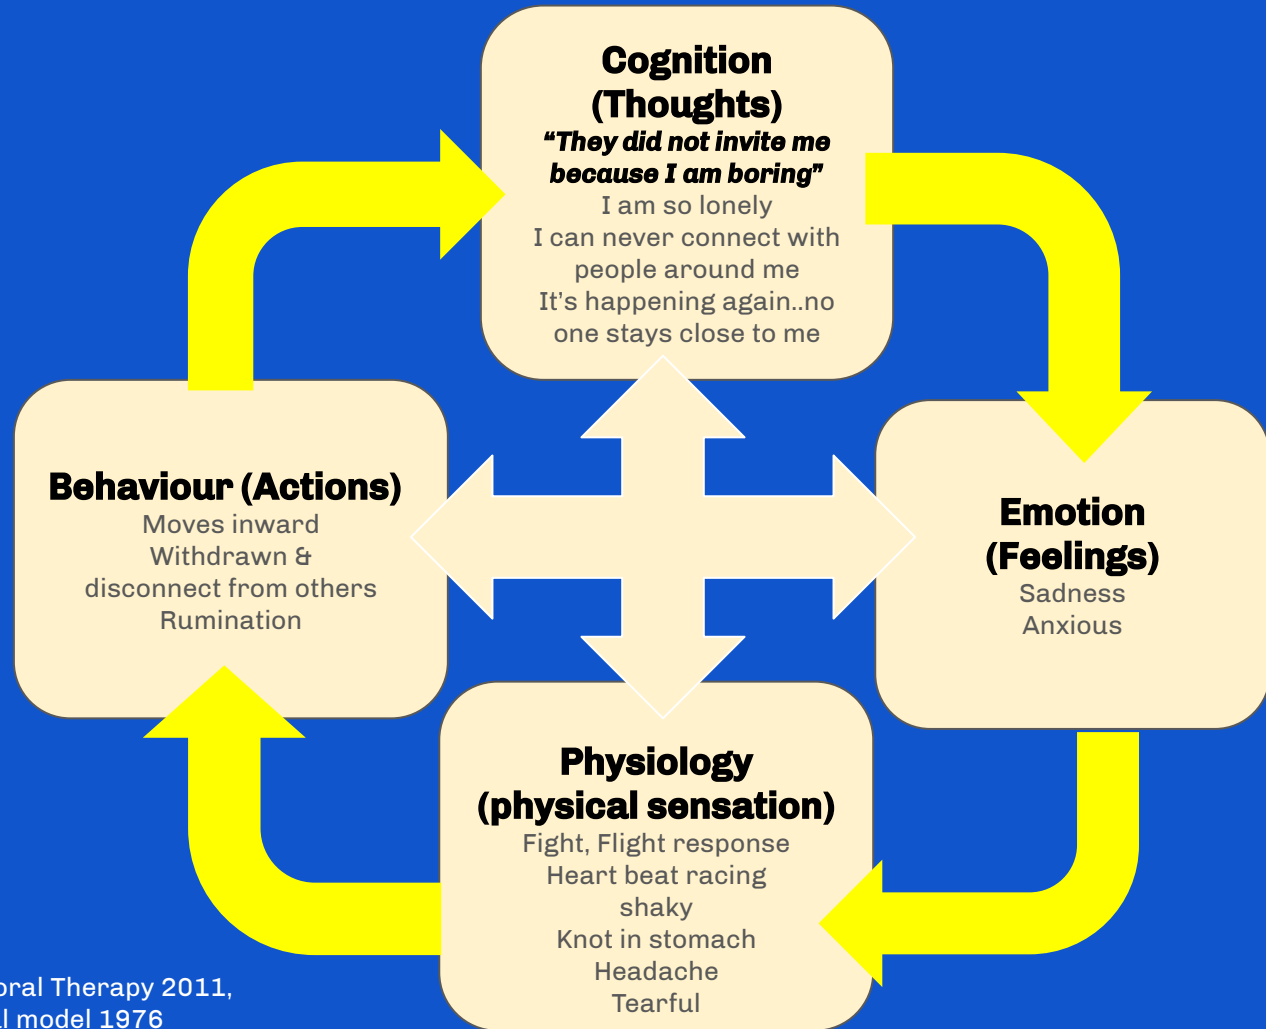 Cognition
(Thoughts)
“They did not invite me
because I am boring”
I am so lonely
I can never connect with
people around me
It’s happening again..no
one stays close to me
Behaviour (Actions)
Moves inward
Withdrawn &
disconnect from others
Rumination
Emotion
(Feelings)
Sadness
Anxious
Physiology
(physical sensation)
Fight, Flight response
Heart beat racing
shaky
Knot in stomach
Headache
Tearful
Therapy 2011,
model 1976